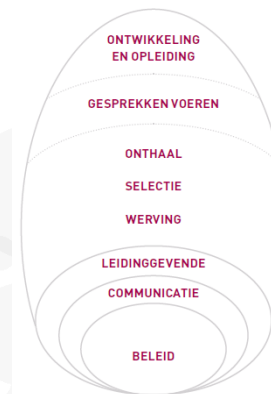 ONTWIKKELING
EN OPLEIDING
GESPREKKEN VOEREN
ONTHAAL
SELECTIE
WERVING
LEIDINGGEVENDE
COMMUNICATIE
BELEID